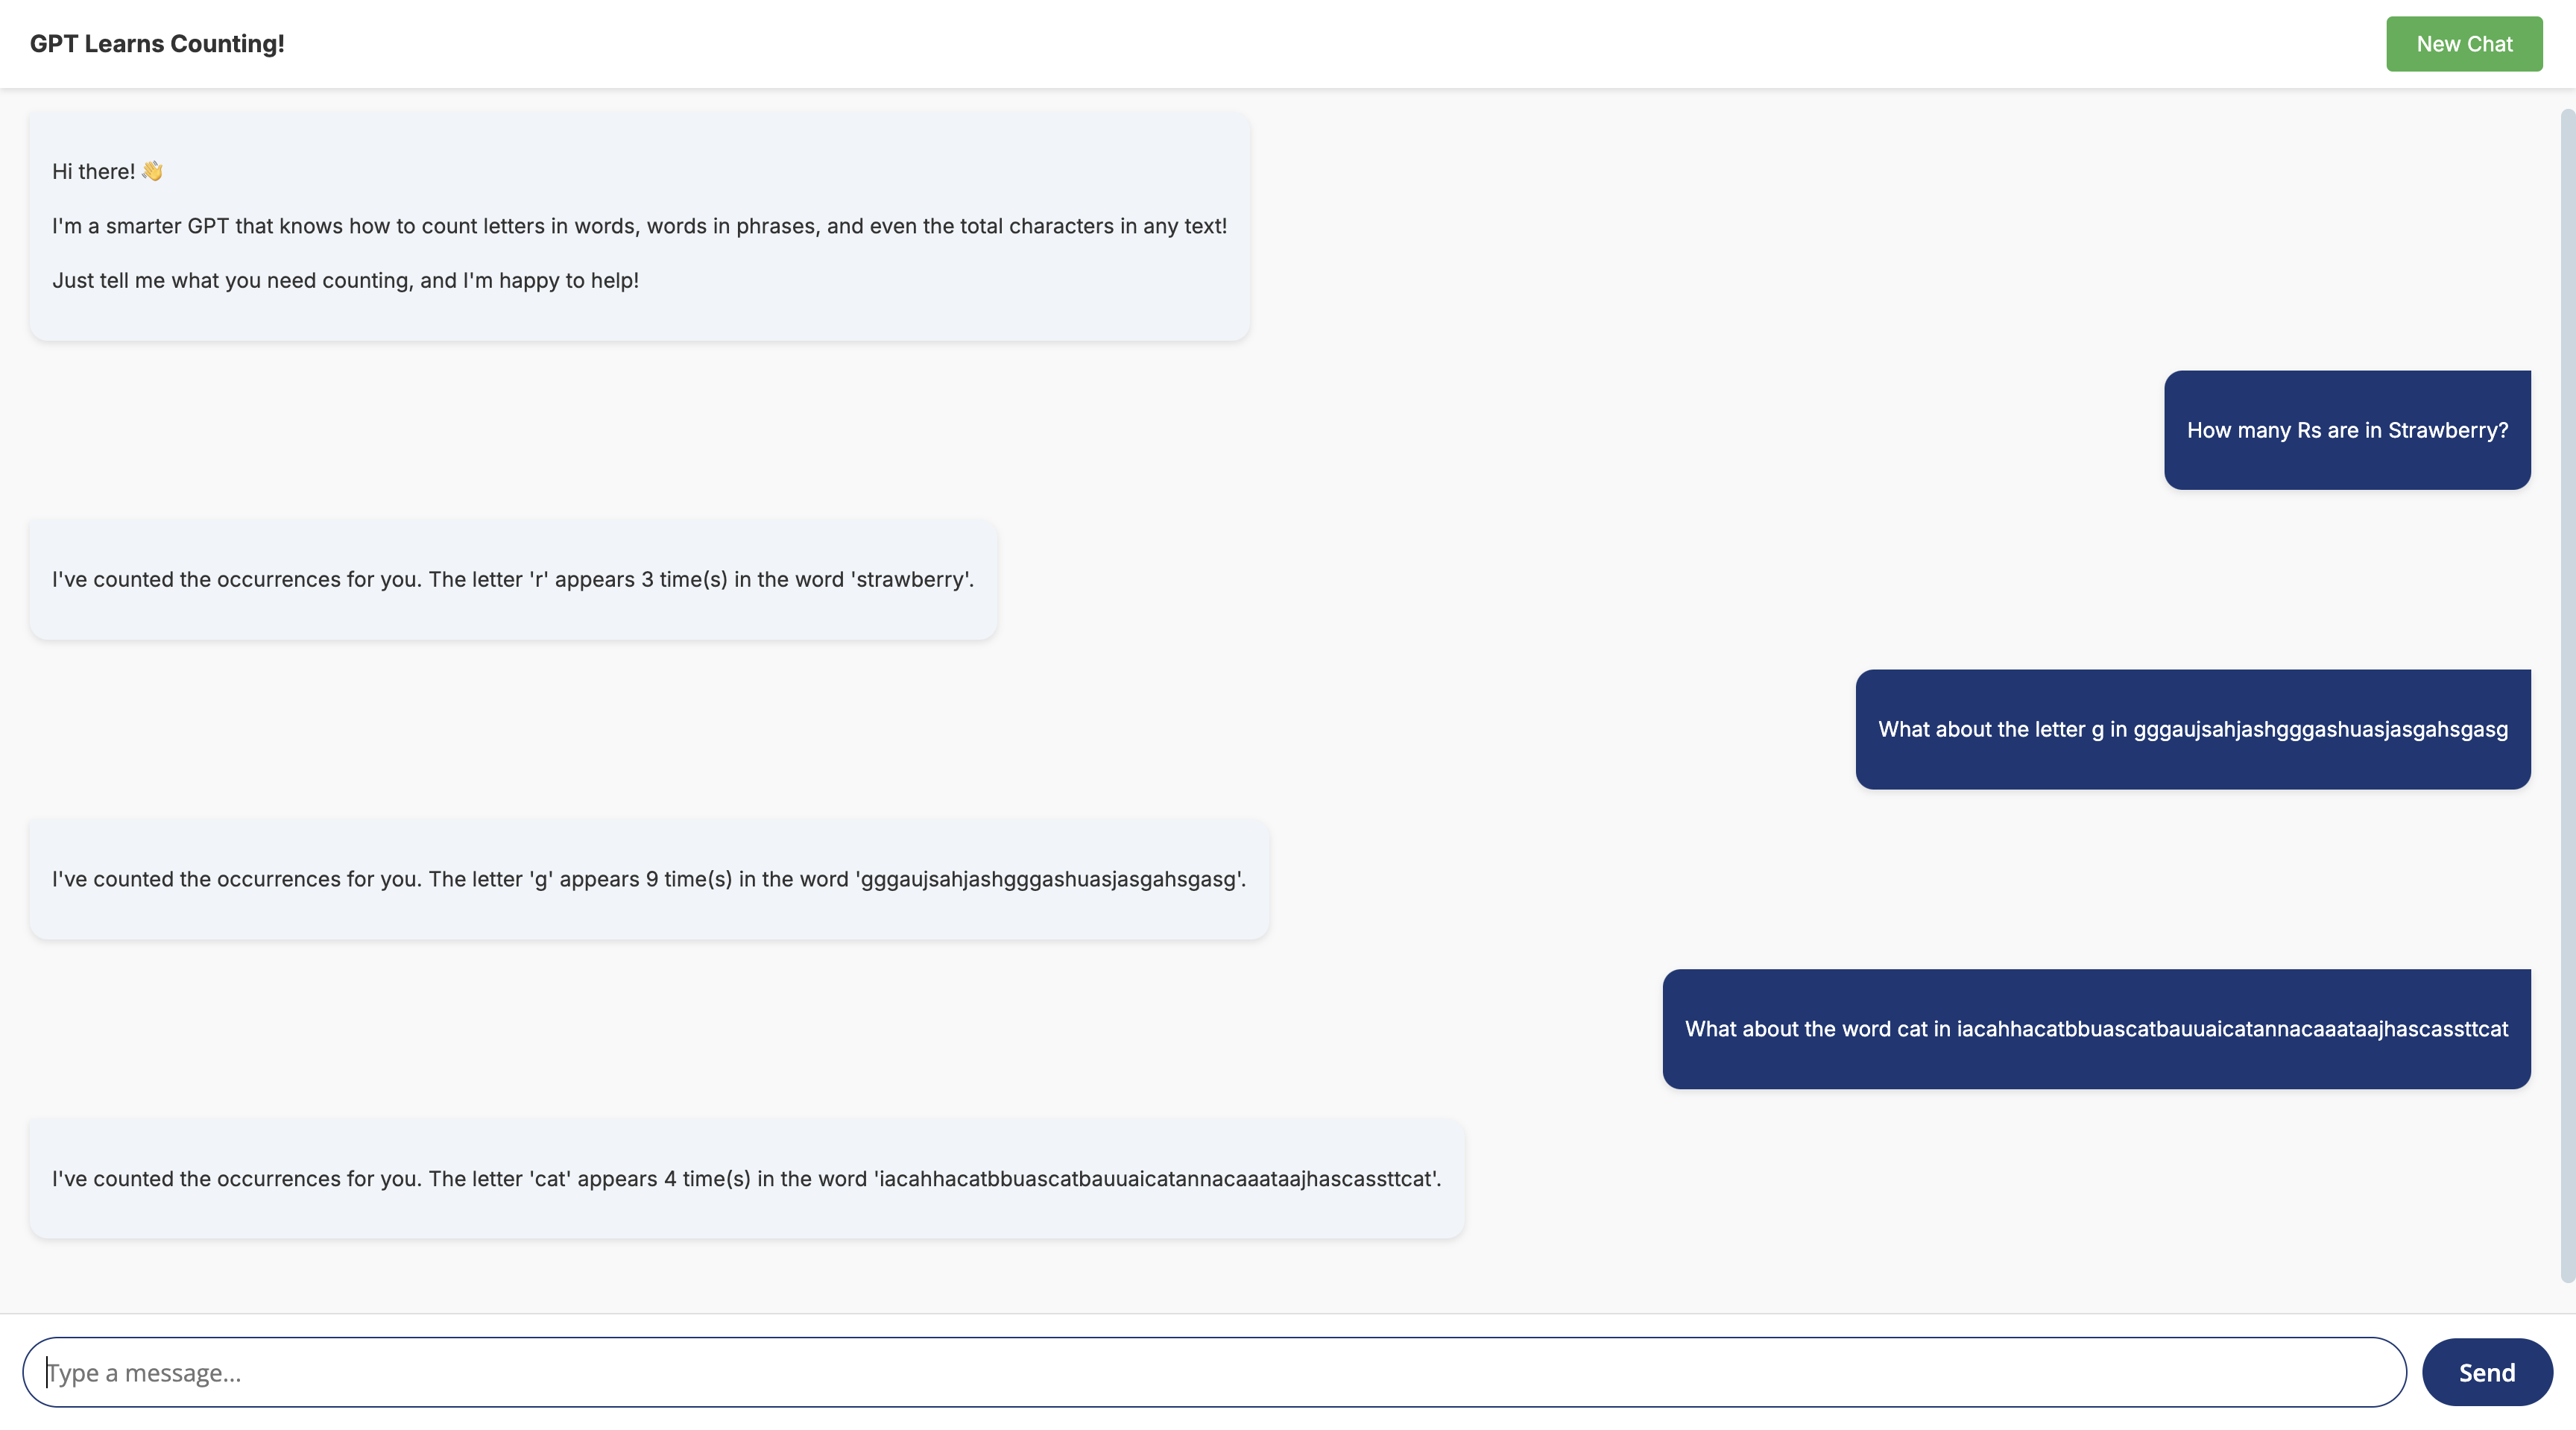 GPT Learns Counting!
New Chat
Hi there! 👋
I'm a smarter GPT that knows how to count letters in words, words in phrases, and even the total characters in any text!
Just tell me what you need counting, and I'm happy to help!
How many Rs are in Strawberry?
I've counted the occurrences for you. The letter 'r' appears 3 time(s) in the word 'strawberry'.
What about the letter g in gggaujsahjashgggashuasjasgahsgasg
I've counted the occurrences for you. The letter 'g' appears 9 time(s) in the word 'gggaujsahjashgggashuasjasgahsgasg'.
What about the word cat in iacahhacatbbuascatbauuaicatannacaaataajhascassttcat
I've counted the occurrences for you. The letter 'cat' appears 4 time(s) in the word 'iacahhacatbbuascatbauuaicatannacaaataajhascassttcat'.
Type a message...
Send